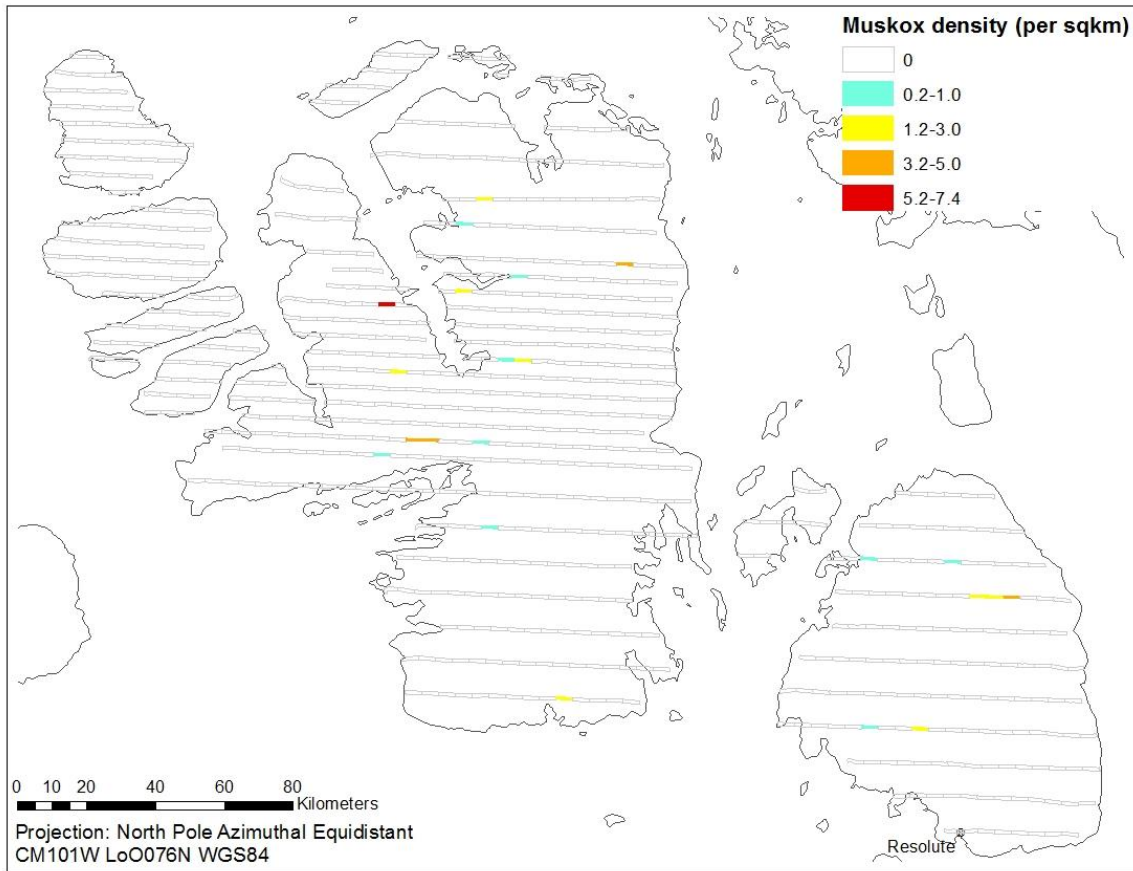 Muskox density (per sqkm)
0
0.2-1.0
1.2-3.0
3.2-5.0
5.2-7.4
0 10 20 40 60 80
Kilometers
Projection: North Pole Azimuthal Equidistant
CM101W LoO076N WGS84
Resolute